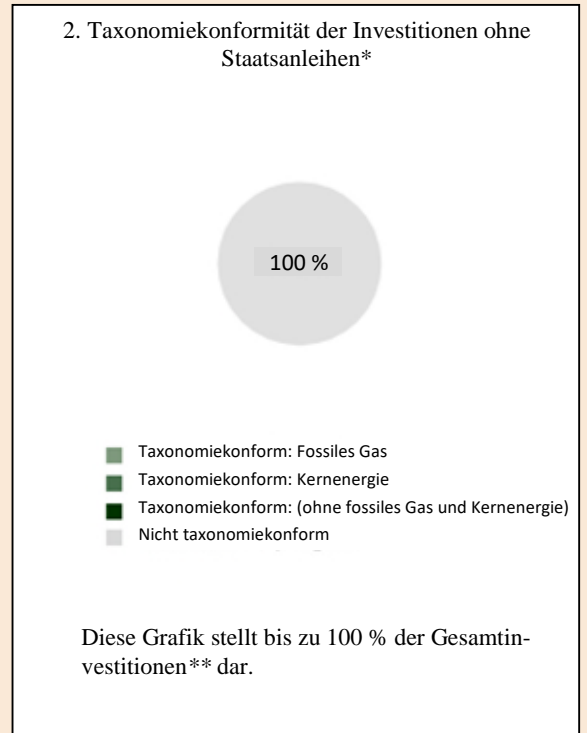 2. Taxonomiekonformität der Investitionen ohne
Staatsanleihen*
100 %
Taxonomiekonform: Fossiles Gas
Taxonomiekonform: Kernenergie
Taxonomiekonform: (ohne fossiles Gas und Kernenergie)
Nicht taxonomiekonform
Diese Grafik stellt bis zu 100 % der Gesamtin-
vestitionen** dar.